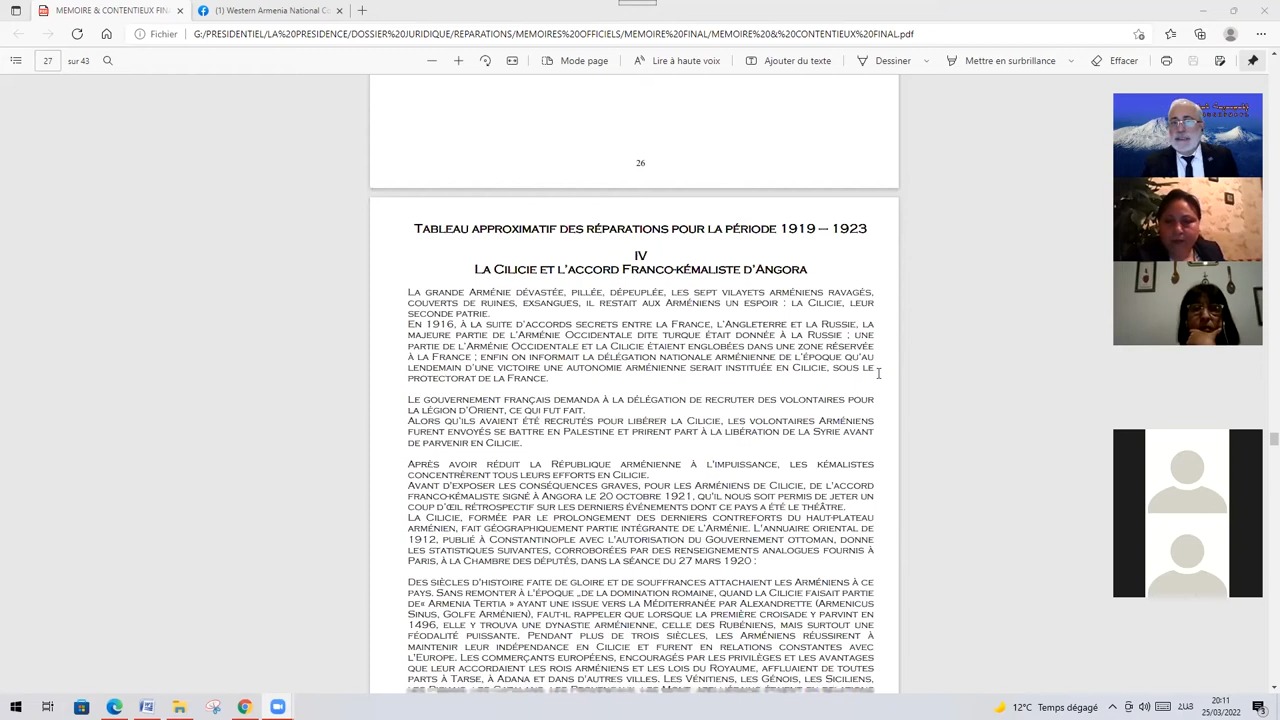 MEMOIRE & CONTENTIEUX FINA
(1) Western Armenia National Co
Fichier
G:/PRESIDENTIEL/LA%20PRESIDENCE/DOSSIER%20JURIDIQUE/REPARATIONS/MEMOIRES%20OFFICIELS/MEMOIRE%20FINAL/MEMOIRE%20&%20CONTENTIEUX%20FINAL.pdf
27 sur 43
Mode page
Lire à haute voix
Ajouter du texte
Dessiner
Mettre en surbrillance
Effacer
26
Tableau approximatif des réparations pour la période 1919 – 1923
IV
La Cilicie et l'accord Franco-kémaliste d'Angora
La grande Arménie dévastée, pillée, dépeuplée, les sept vilayets arméniens ravagés,
couverts de ruines, exsangues, il restait aux Arméniens un espoir : la Cilicie, leur
seconde patrie.
En 1916, à la suite d'accords secrets entre la France, l'Angleterre et la Russie, la
majeure partie de l'Arménie Occidentale dite turque était donnée à la Russie ; une
partie de l'Arménie Occidentale et la Cilicie étaient englobées dans une zone réservée
à la France ; enfin on informait la délégation nationale arménienne de l'époque qu'au
lendemain d'une victoire une autonomie arménienne serait instituée en Cilicie, sous le
protectorat de la France.
Le gouvernement français demanda à la délégation de recruter des volontaires pour
la légion d'Orient, ce qui fut fait.
Alors qu'ils avaient été recrutés pour libérer la Cilicie, les volontaires Arméniens
furent envoyés se battre en Palestine et prirent part à la libération de la Syrie avant
de parvenir en Cilicie.
Après avoir réduit la République arménienne à l'impuissance, les kémalistes
concentrèrent tous leurs efforts en Cilicie.
Avant d'exposer les conséquences graves, pour les Arméniens de Cilicie, de l'accord
franco-kémaliste signé à Angora le 20 octobre 1921, qu'il nous soit permis de jeter un
coup d'œil rétrospectif sur les derniers événements dont ce pays a été le théâtre.
La Cilicie, formée par le prolongement des derniers contreforts du haut-plateau
arménien, fait géographiquement partie intégrante de l'Arménie. L'annuaire oriental de
1912, publié à Constantinople avec l'autorisation du Gouvernement ottoman, donne
les statistiques suivantes, corroborées par des renseignements analogues fournis à
Paris, à la Chambre des députés, dans la séance du 27 mars 1920 :
Des siècles d'histoire faite de gloire et de souffrances attachaient les Arméniens à ce
pays. Sans remonter à l'époque „de la domination romaine, quand la Cilicie faisait partie
de« Armenia Tertia » ayant une issue vers la Méditerranée par Alexandrette (Armenicus
Sinus, Golfe Arménien), faut-il rappeler que lorsque la première croisade y parvint en
1496, elle y trouva une dynastie arménienne, celle des Rubéniens, mais surtout une
féodalité puissante. Pendant plus de trois siècles, les Arméniens réussirent à
maintenir leur indépendance en Cilicie et furent en relations constantes avec
l'Europe. Les commerçants européens, encouragés par les privilèges et les avantages
que leur accordaient les rois arméniens et les lois du Royaume, affluaient de toutes
parts à Tarse, à Adana et dans d'autres villes. Les Vénitiens, les Génois, les Siciliens,
12°C Temps dégagé
20:11
25/03/2022